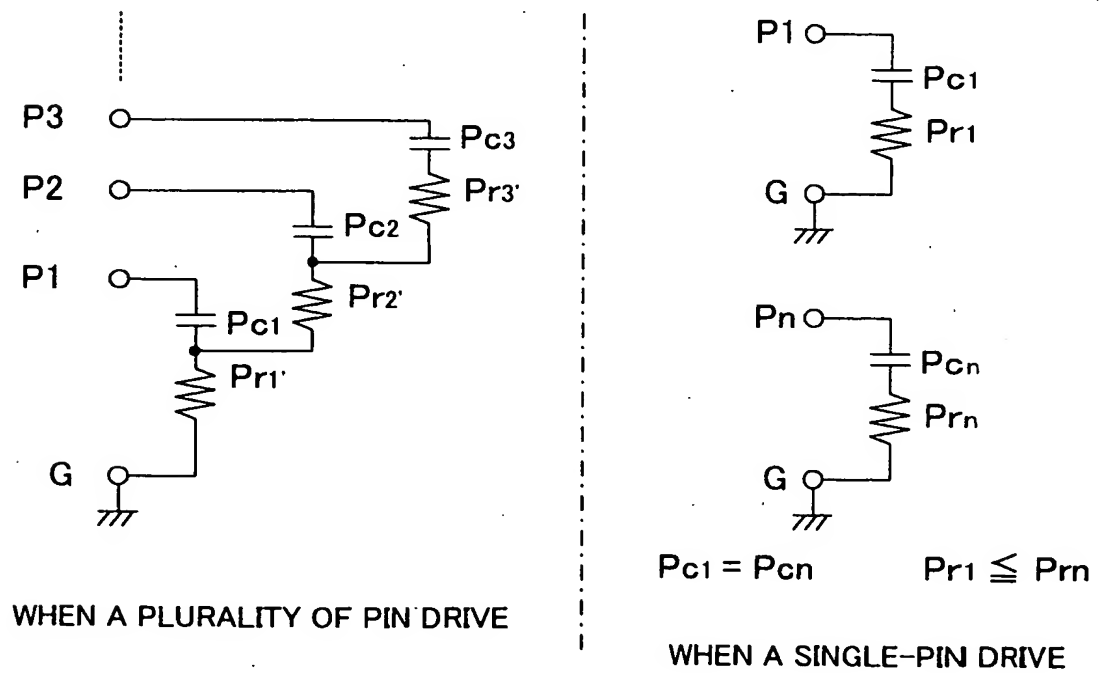 P3
Pc3
Pr3'
P2
Pc2
Pr2'
P1
Pc1
Pr1'
G
WHEN A PLURALITY OF PIN DRIVE
P1
Pc1
Pr1
G
Pn
Pcn
Prn
G
Pc1 = Pcn Pr1 ≦ Prn
WHEN A SINGLE-PIN DRIVE